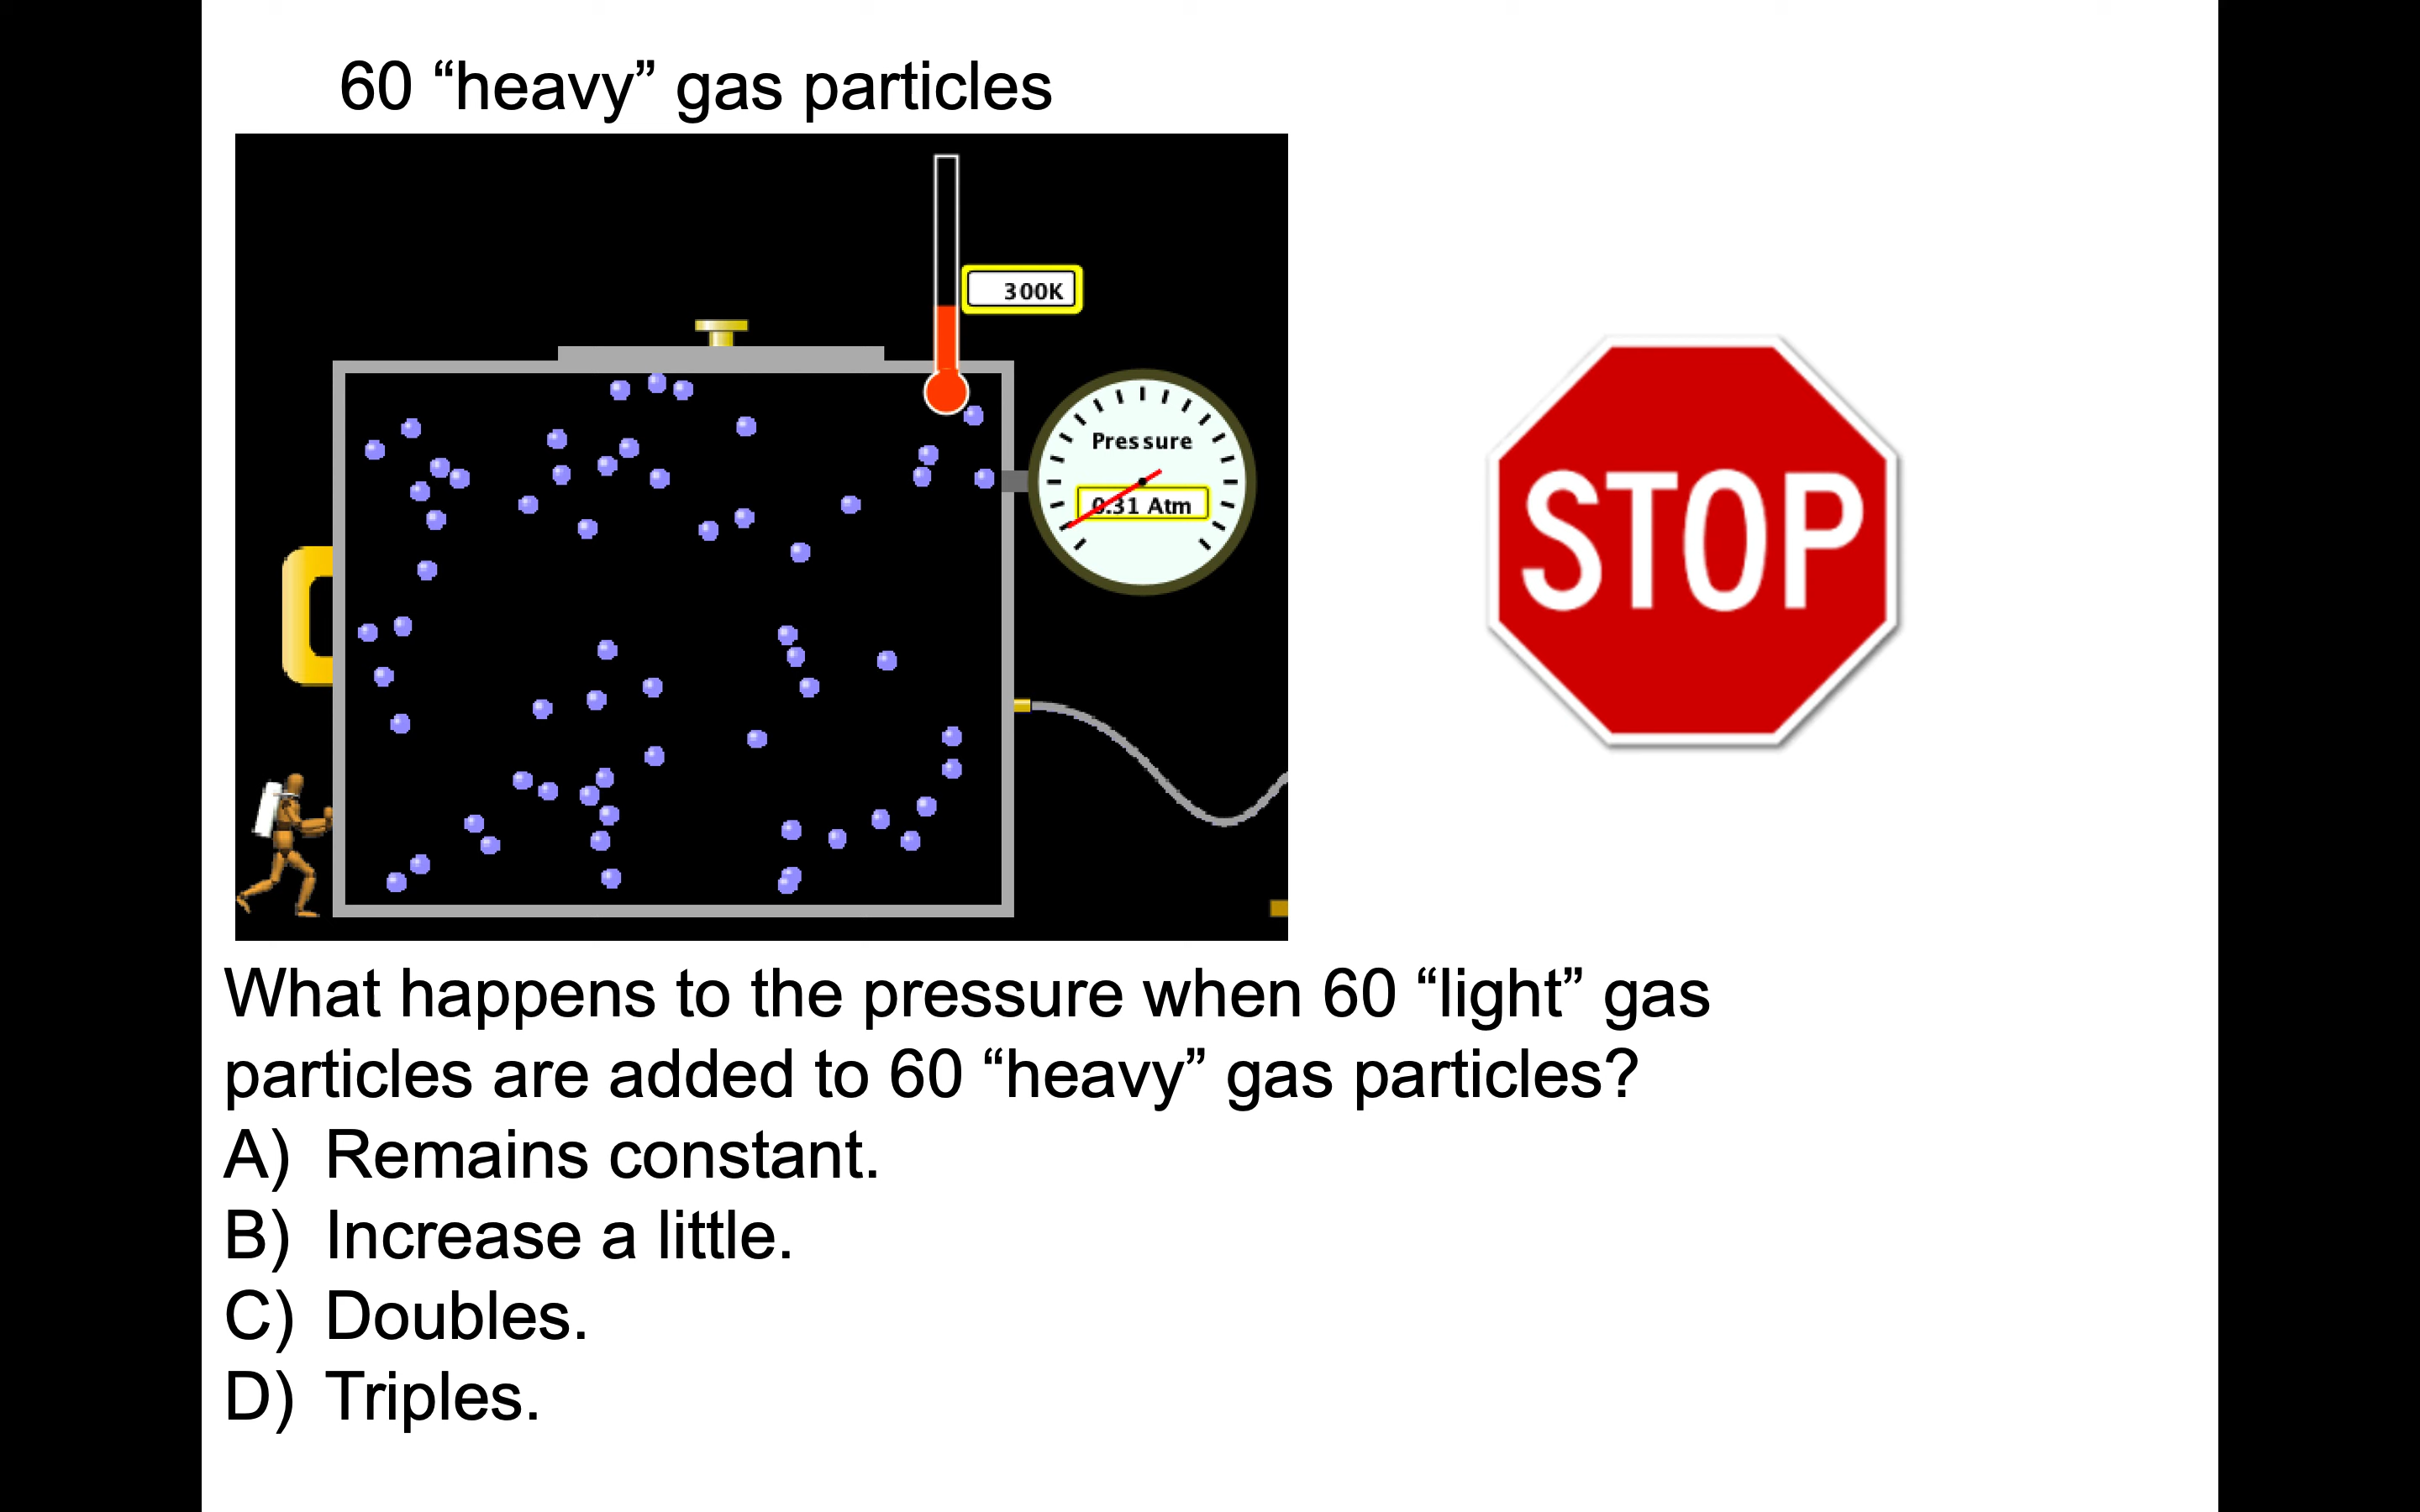 60 “heavy” gas particles
300K
Pressure
0.31 Atm
STOP
What happens to the pressure when 60 “light” gas
particles are added to 60 “heavy” gas particles?
A) Remains constant.
B) Increase a little.
C) Doubles.
D) Triples.